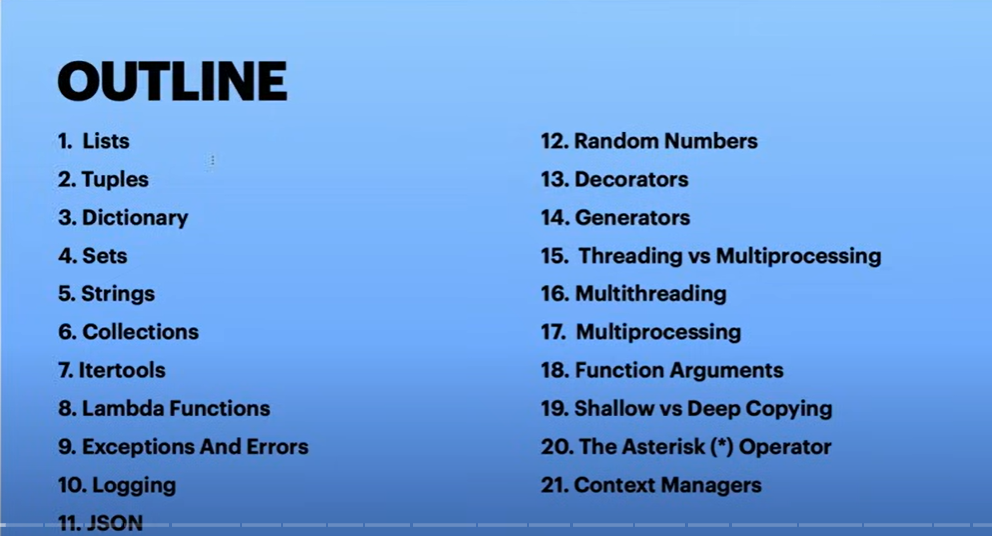 OUTLINE
1. Lists
2. Tuples
3. Dictionary
4. Sets
5. Strings
6. Collections
7. Itertools
8. Lambda Functions
9. Exceptions And Errors
10. Logging
11. JSON
12. Random Numbers
13. Decorators
14. Generators
15. Threading vs Multiprocessing
16. Multithreading
17. Multiprocessing
18. Function Arguments
19. Shallow vs Deep Copying
20. The Asterisk (*) Operator
21. Context Managers